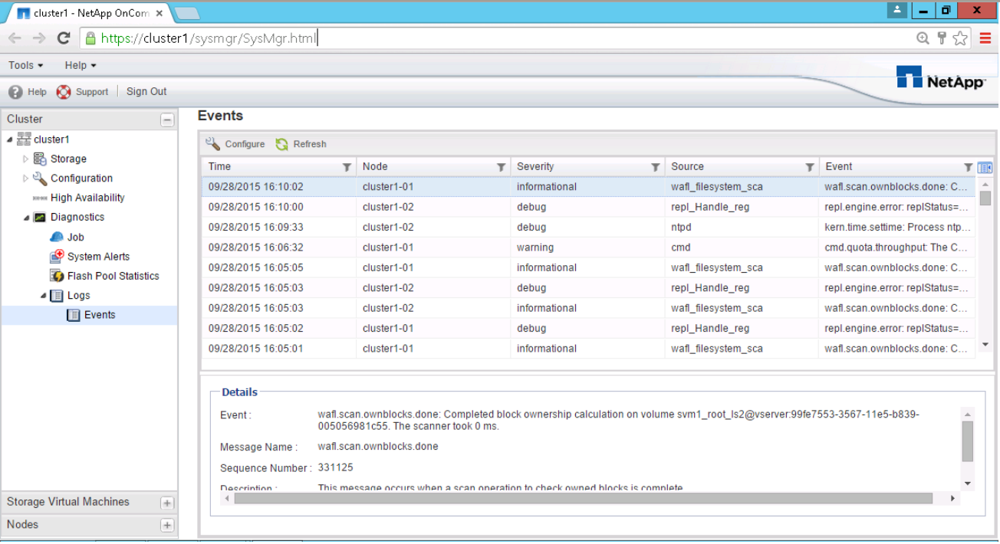 cluster1 - NetApp OnCom
https://cluster1/sysmgr/SysMgr.html
Tools Help
NetApp
Help Support Sign Out
Cluster
cluster1
Storage
Configuration
High Availability
Diagnostics
Job
System Alerts
Flash Pool Statistics
Logs
Events
Storage Virtual Machines
Nodes
Events
Configure Refresh
Time Node Severity Source Event
09/28/2015 16:10:02 cluster1-01 informational wafl_filesystem_sca wafl.scan.ownblocks.done: C...
09/28/2015 16:10:00 cluster1-02 debug repl_Handle_reg repl.engine.error: replStatus=...
09/28/2015 16:09:33 cluster1-02 debug ntpd kern.time.settime: Process ntp...
09/28/2015 16:06:32 cluster1-01 warning cmd cmd.quota.throughput: The C...
09/28/2015 16:05:05 cluster1-01 informational wafl_filesystem_sca wafl.scan.ownblocks.done: C...
09/28/2015 16:05:03 cluster1-02 debug repl_Handle_reg repl.engine.error: replStatus=...
09/28/2015 16:05:03 cluster1-02 informational wafl_filesystem_sca wafl.scan.ownblocks.done: C...
09/28/2015 16:05:02 cluster1-01 debug repl_Handle_reg repl.engine.error: replStatus=...
09/28/2015 16:05:01 cluster1-01 informational wafl_filesystem_sca wafl.scan.ownblocks.done: C...
Details
Event : wafl.scan.ownblocks.done: Completed block ownership calculation on volume svm1_root_ls2@vserver:99fe7553-3567-11e5-b839-
005056981c55. The scanner took 0 ms.
Message Name : wafl.scan.ownblocks.done
Sequence Number : 331125
Description : This message occurs when a scan operation to check owned blocks is complete